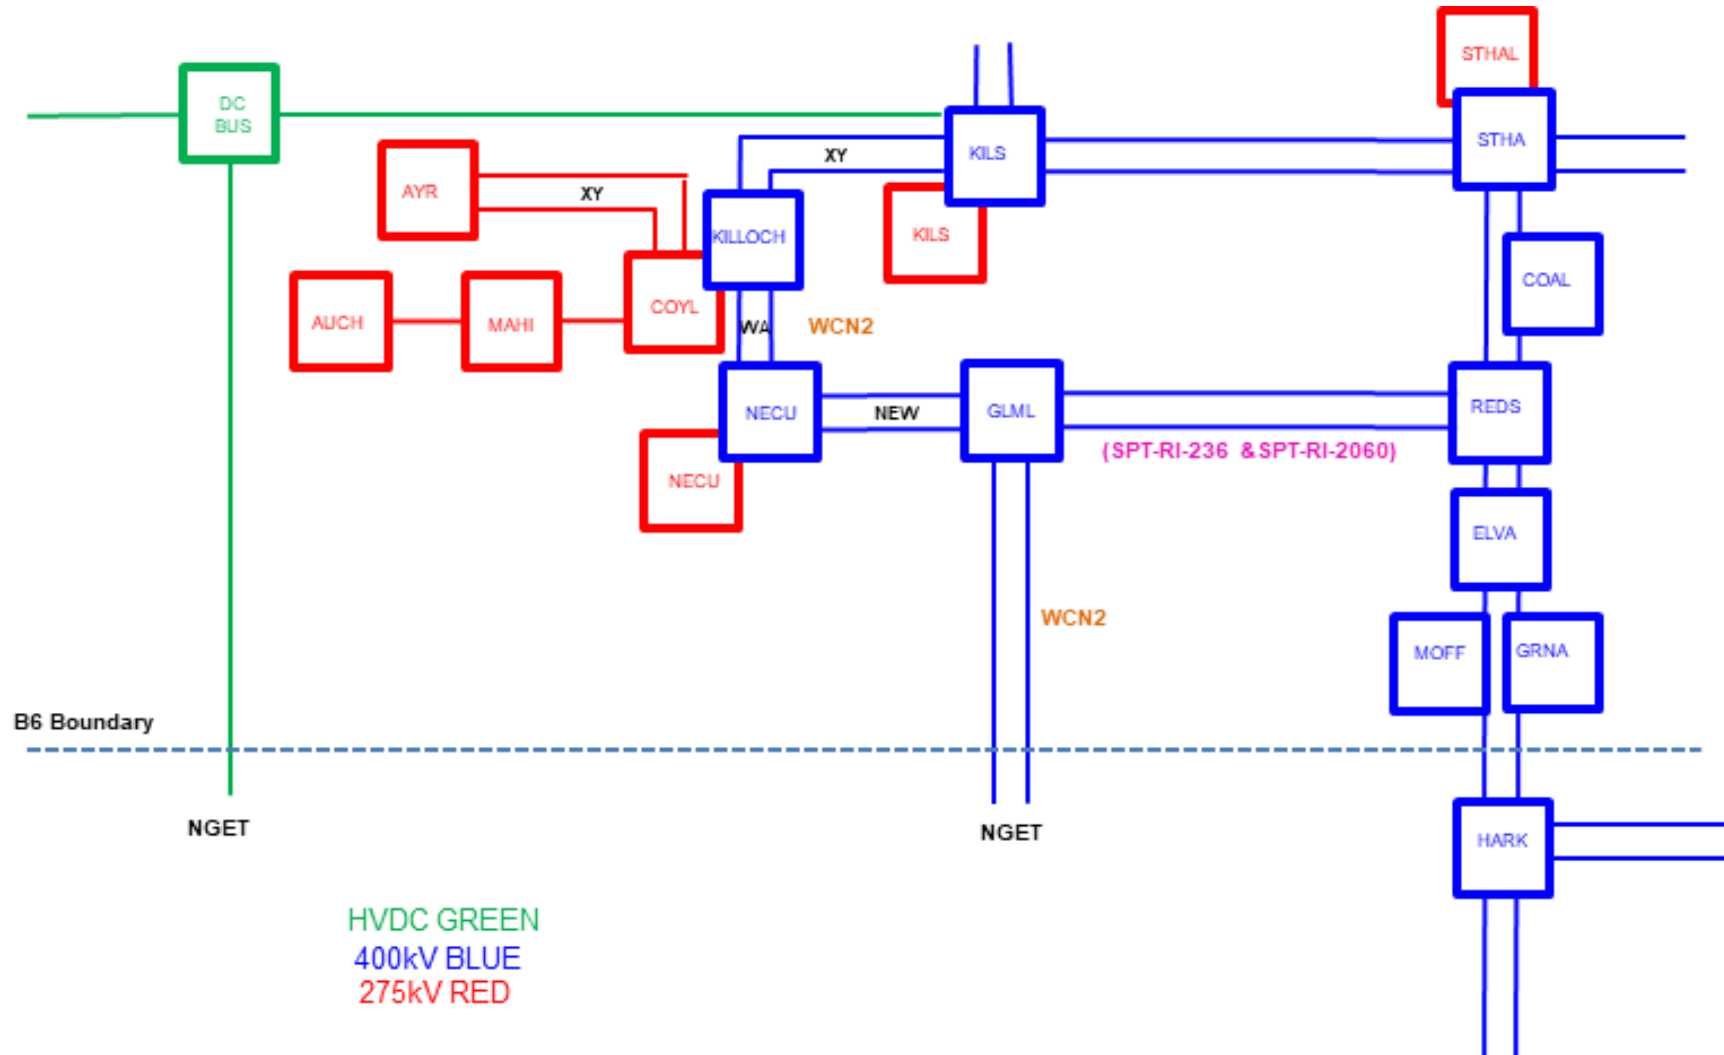 STHAL
DC
BUS
STHA
KILS
XY
AYR
XY
KILLOCH
KILS
COAL
COYL
AUCH
MAHI
WA
WCN2
NECU
NEW
GLML
REDS
(SPT-RI-236 &SPT-RI-2060)
NECU
ELVA
WCN2
MOFF
GRNA
B6 Boundary
NGET
NGET
HARK
HVDC GREEN
400kV BLUE
275kV RED